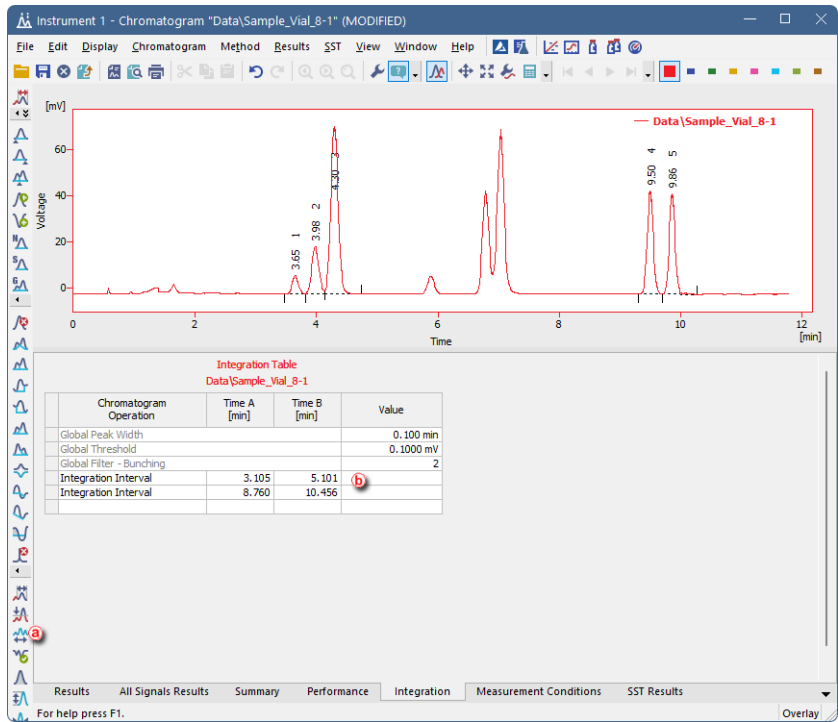 Instrument 1 - Chromatogram "Data\Sample_Vial_8-1" (MODIFIED)
File Edit Display Chromatogram Method Results SST View Window Help
[mV]
Data\Sample_Vial_8-1
60
40
20
0
Voltage
3.65 1
3.98 2
4.30 3
9.50 4
9.86 5
0 2 4 6 8 10 12
Time
[min]
Integration Table
Data\Sample_Vial_8-1
Chromatogram Operation Time A [min] Time B [min] Value
Global Peak Width 0.100 min
Global Threshold 0.1000 mV
Global Filter - Bunching 2
Integration Interval 3.105 5.101 b
Integration Interval 8.760 10.456
a
Results All Signals Results Summary Performance Integration Measurement Conditions SST Results
For help press F1. Overlay